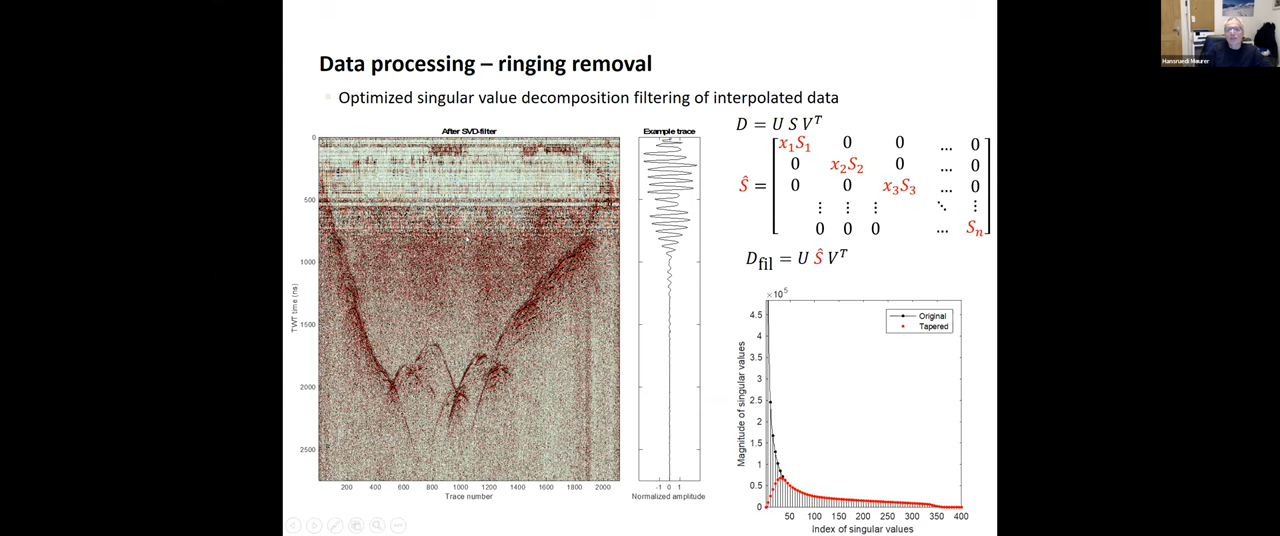 Data processing – ringing removal
Optimized singular value decomposition filtering of interpolated data
After SVD-filter
0
500
1000
1500
2000
2500
TWT time (ns)
200 400 600 800 1000 1200 1400 1600 1800 2000
Trace number
Example trace
-1 0 1
Normalized amplitude
D = U S Vᵀ
x₁S₁ 0 0 … 0
0 x₂S₂ 0 … 0
Ŝ = 0 0 x₃S₃ … 0
⋮ ⋮ ⋮ ⋱ ⋮
0 0 0 … Sₙ
D_fil = U Ŝ Vᵀ
×10⁵
4.5
4
3.5
3
2.5
2
1.5
1
0.5
0
Magnitude of singular values
Original
Tapered
50 100 150 200 250 300 350 400
Index of singular values
Hansruedi Maurer